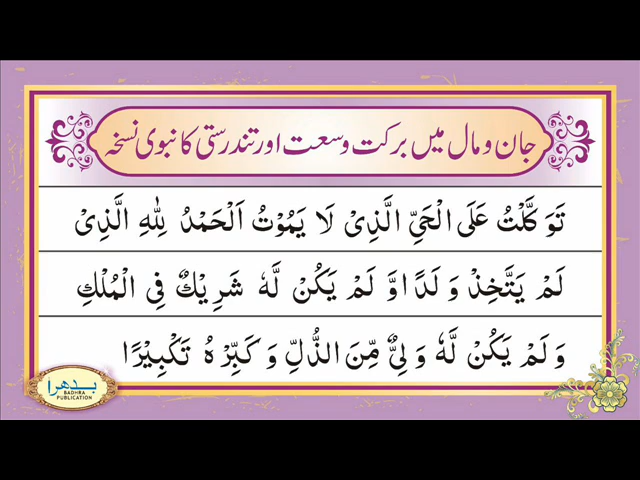 جان و مال میں برکت وسعت اور تندرستی کا نبوی نسخہ
تَوَكَّلْتُ عَلَى الْحَيِّ الَّذِيْ لَا يَمُوْتُ اَلْحَمْدُ لِلّٰهِ الَّذِيْ
لَمْ يَتَّخِذْ وَلَدًا وَّ لَمْ يَكُنْ لَّهٗ شَرِيْكٌ فِي الْمُلْكِ
وَلَمْ يَكُنْ لَّهٗ وَلِيٌّ مِّنَ الذُّلِّ وَكَبِّرْهُ تَكْبِيْرًا
بدھرا
BADHRA
PUBLICATION